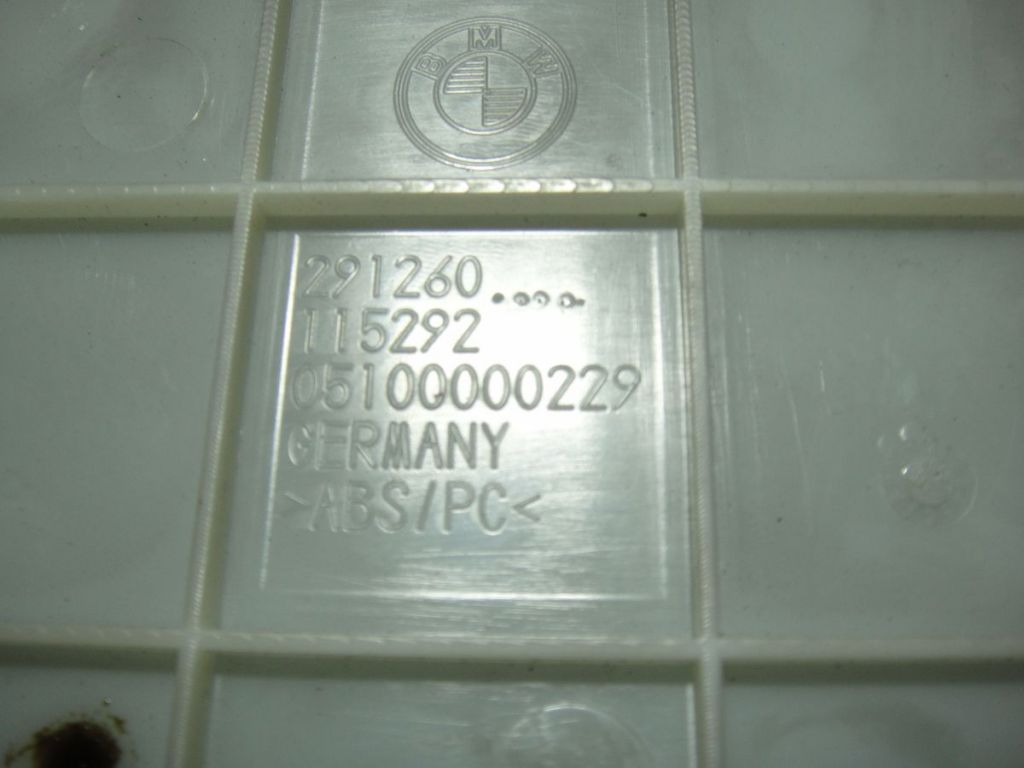 BMW
291260
115292
05100000229
GERMANY
>ABS/PC<